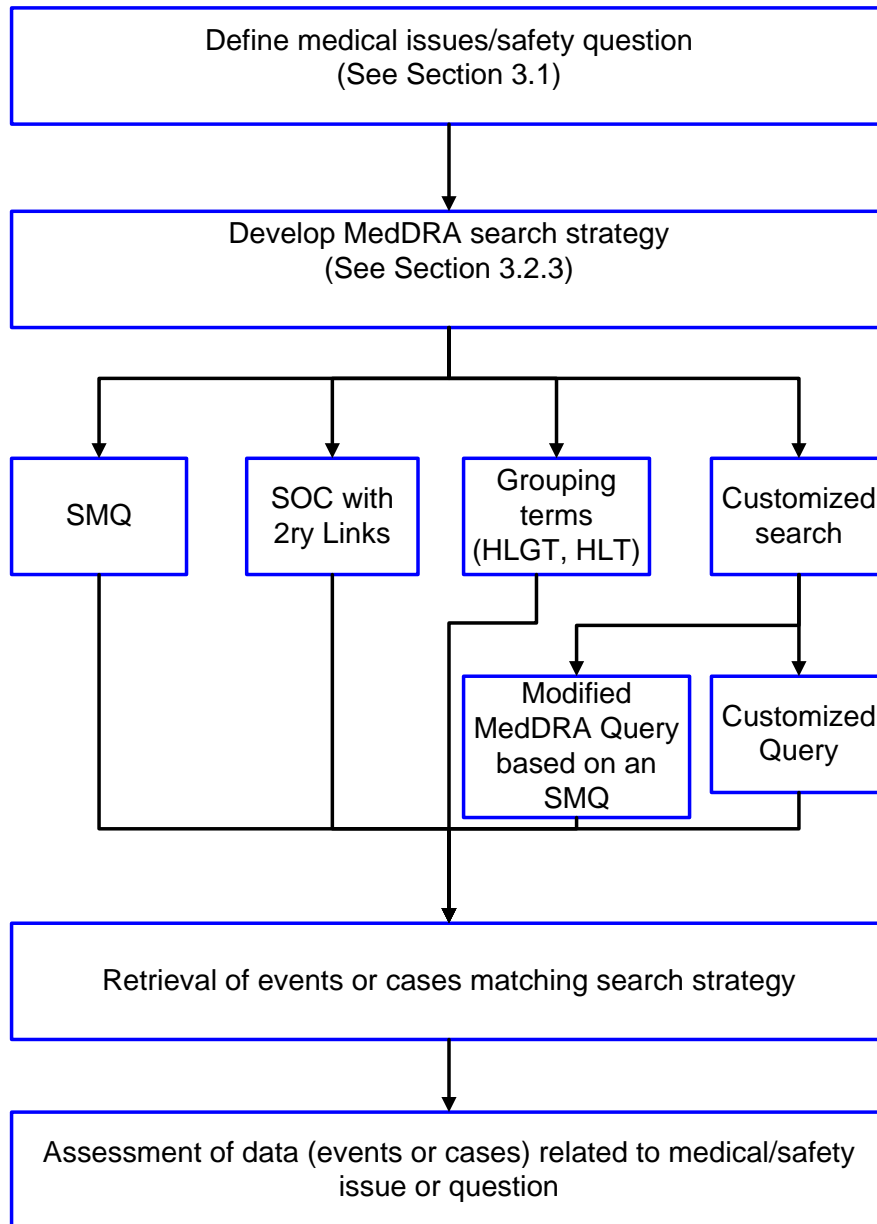 Define medical issues/safety question
(See Section 3.1)
Develop MedDRA search strategy
(See Section 3.2.3)
SMQ
SOC with
2ry Links
Grouping
terms
(HLGT, HLT)
Customized
search
Modified
MedDRA Query
based on an
SMQ
Customized
Query
Retrieval of events or cases matching search strategy
Assessment of data (events or cases) related to medical/safety
issue or question